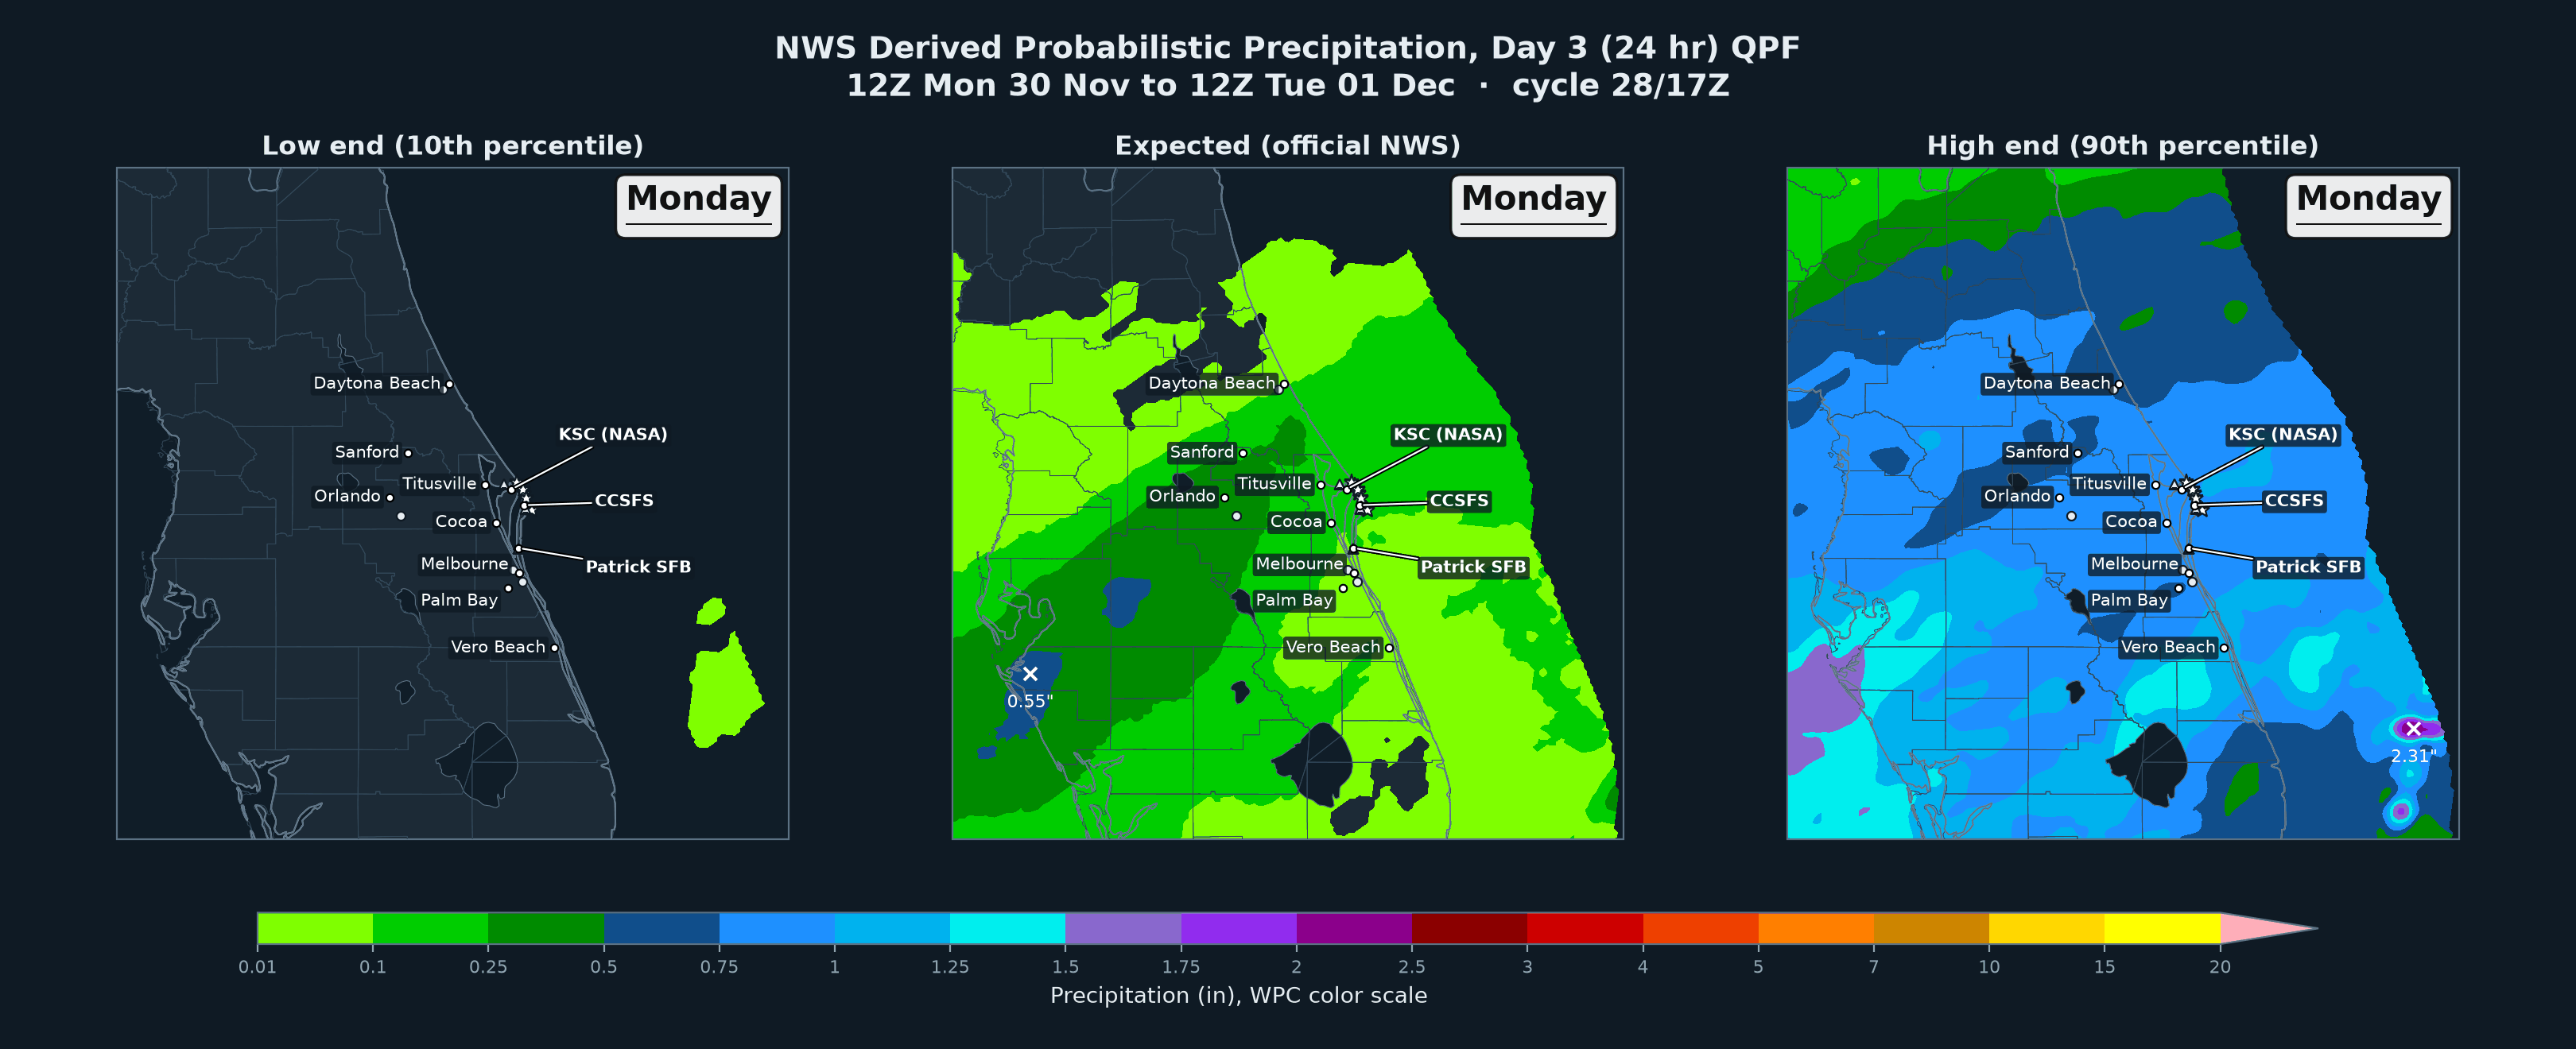 NWS Derived Probabilistic Precipitation, Day 3 (24 hr) QPF
12Z Mon 30 Nov to 12Z Tue 01 Dec · cycle 28/17Z
Low end (10th percentile)
Monday
Daytona Beach
KSC (NASA)
Sanford
Titusville
Orlando
CCSFS
Cocoa
Melbourne
Patrick SFB
Palm Bay
Vero Beach
Expected (official NWS)
Monday
Daytona Beach
KSC (NASA)
Sanford
Titusville
Orlando
CCSFS
Cocoa
Melbourne
Patrick SFB
Palm Bay
Vero Beach
0.55"
High end (90th percentile)
Monday
Daytona Beach
KSC (NASA)
Sanford
Titusville
Orlando
CCSFS
Cocoa
Melbourne
Patrick SFB
Palm Bay
Vero Beach
2.31"
0.01 0.1 0.25 0.5 0.75 1 1.25 1.5 1.75 2 2.5 3 4 5 7 10 15 20
Precipitation (in), WPC color scale